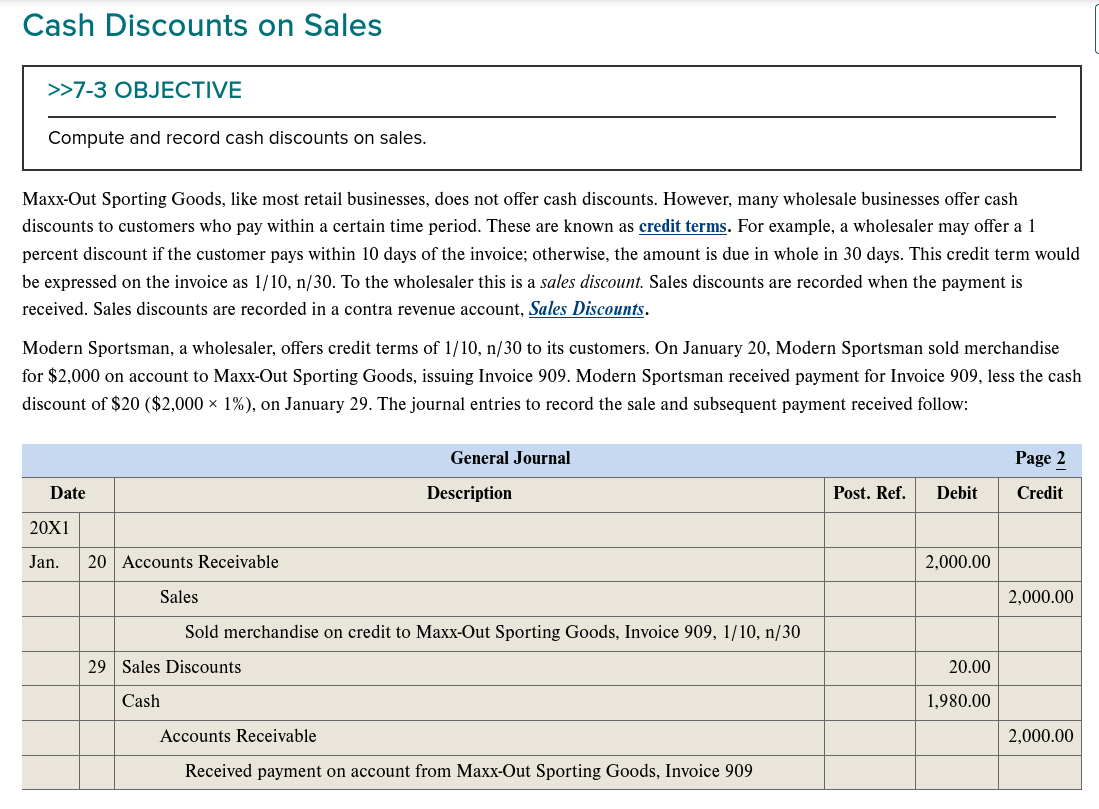 Cash Discounts on Sales
>>7-3 OBJECTIVE
Compute and record cash discounts on sales.
Maxx-Out Sporting Goods, like most retail businesses, does not offer cash discounts. However, many wholesale businesses offer cash
discounts to customers who pay within a certain time period. These are known as credit terms. For example, a wholesaler may offer a 1
percent discount if the customer pays within 10 days of the invoice; otherwise, the amount is due in whole in 30 days. This credit term would
be expressed on the invoice as 1/10, n/30. To the wholesaler this is a sales discount. Sales discounts are recorded when the payment is
received. Sales discounts are recorded in a contra revenue account, Sales Discounts.
Modern Sportsman, a wholesaler, offers credit terms of 1/10, n/30 to its customers. On January 20, Modern Sportsman sold merchandise
for $2,000 on account to Maxx-Out Sporting Goods, issuing Invoice 909. Modern Sportsman received payment for Invoice 909, less the cash
discount of $20 ($2,000 × 1%), on January 29. The journal entries to record the sale and subsequent payment received follow:
General Journal Page 2
Date Description Post. Ref. Debit Credit
20X1
Jan. 20 Accounts Receivable 2,000.00
Sales 2,000.00
Sold merchandise on credit to Maxx-Out Sporting Goods, Invoice 909, 1/10, n/30
29 Sales Discounts 20.00
Cash 1,980.00
Accounts Receivable 2,000.00
Received payment on account from Maxx-Out Sporting Goods, Invoice 909